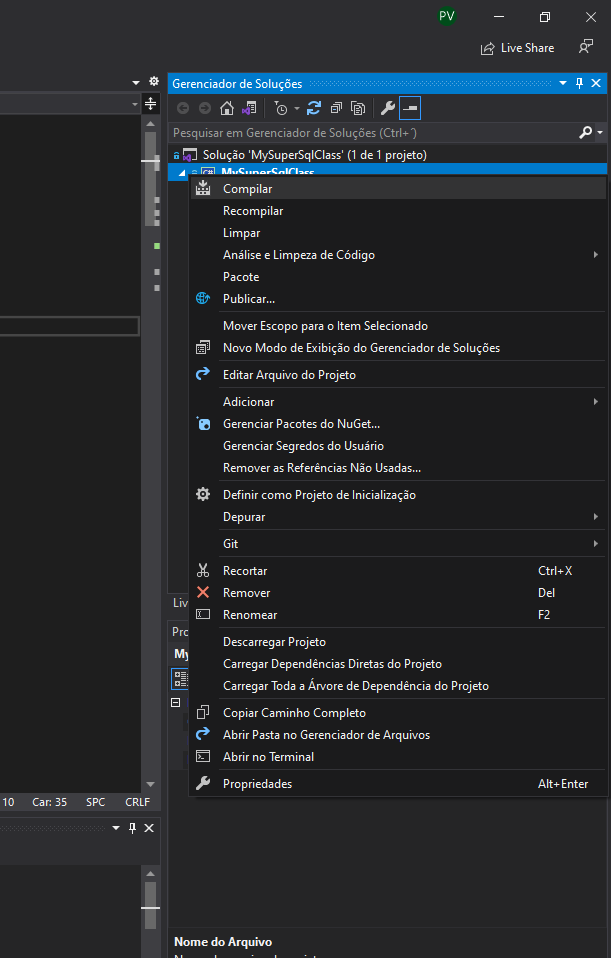 PV
Live Share
Gerenciador de Soluções
Pesquisar em Gerenciador de Soluções (Ctrl+´)
Solução 'MySuperSqlClass' (1 de 1 projeto)
C# MySuperSqlClass
Compilar
Recompilar
Limpar
Análise e Limpeza de Código
Pacote
Publicar...
Mover Escopo para o Item Selecionado
Novo Modo de Exibição do Gerenciador de Soluções
Editar Arquivo do Projeto
Adicionar
Gerenciar Pacotes do NuGet...
Gerenciar Segredos do Usuário
Remover as Referências Não Usadas...
Definir como Projeto de Inicialização
Depurar
Git
Recortar Ctrl+X
Remover Del
Renomear F2
Descarregar Projeto
Carregar Dependências Diretas do Projeto
Carregar Toda a Árvore de Dependência do Projeto
Copiar Caminho Completo
Abrir Pasta no Gerenciador de Arquivos
Abrir no Terminal
Propriedades Alt+Enter
10 Car: 35 SPC CRLF
Nome do Arquivo